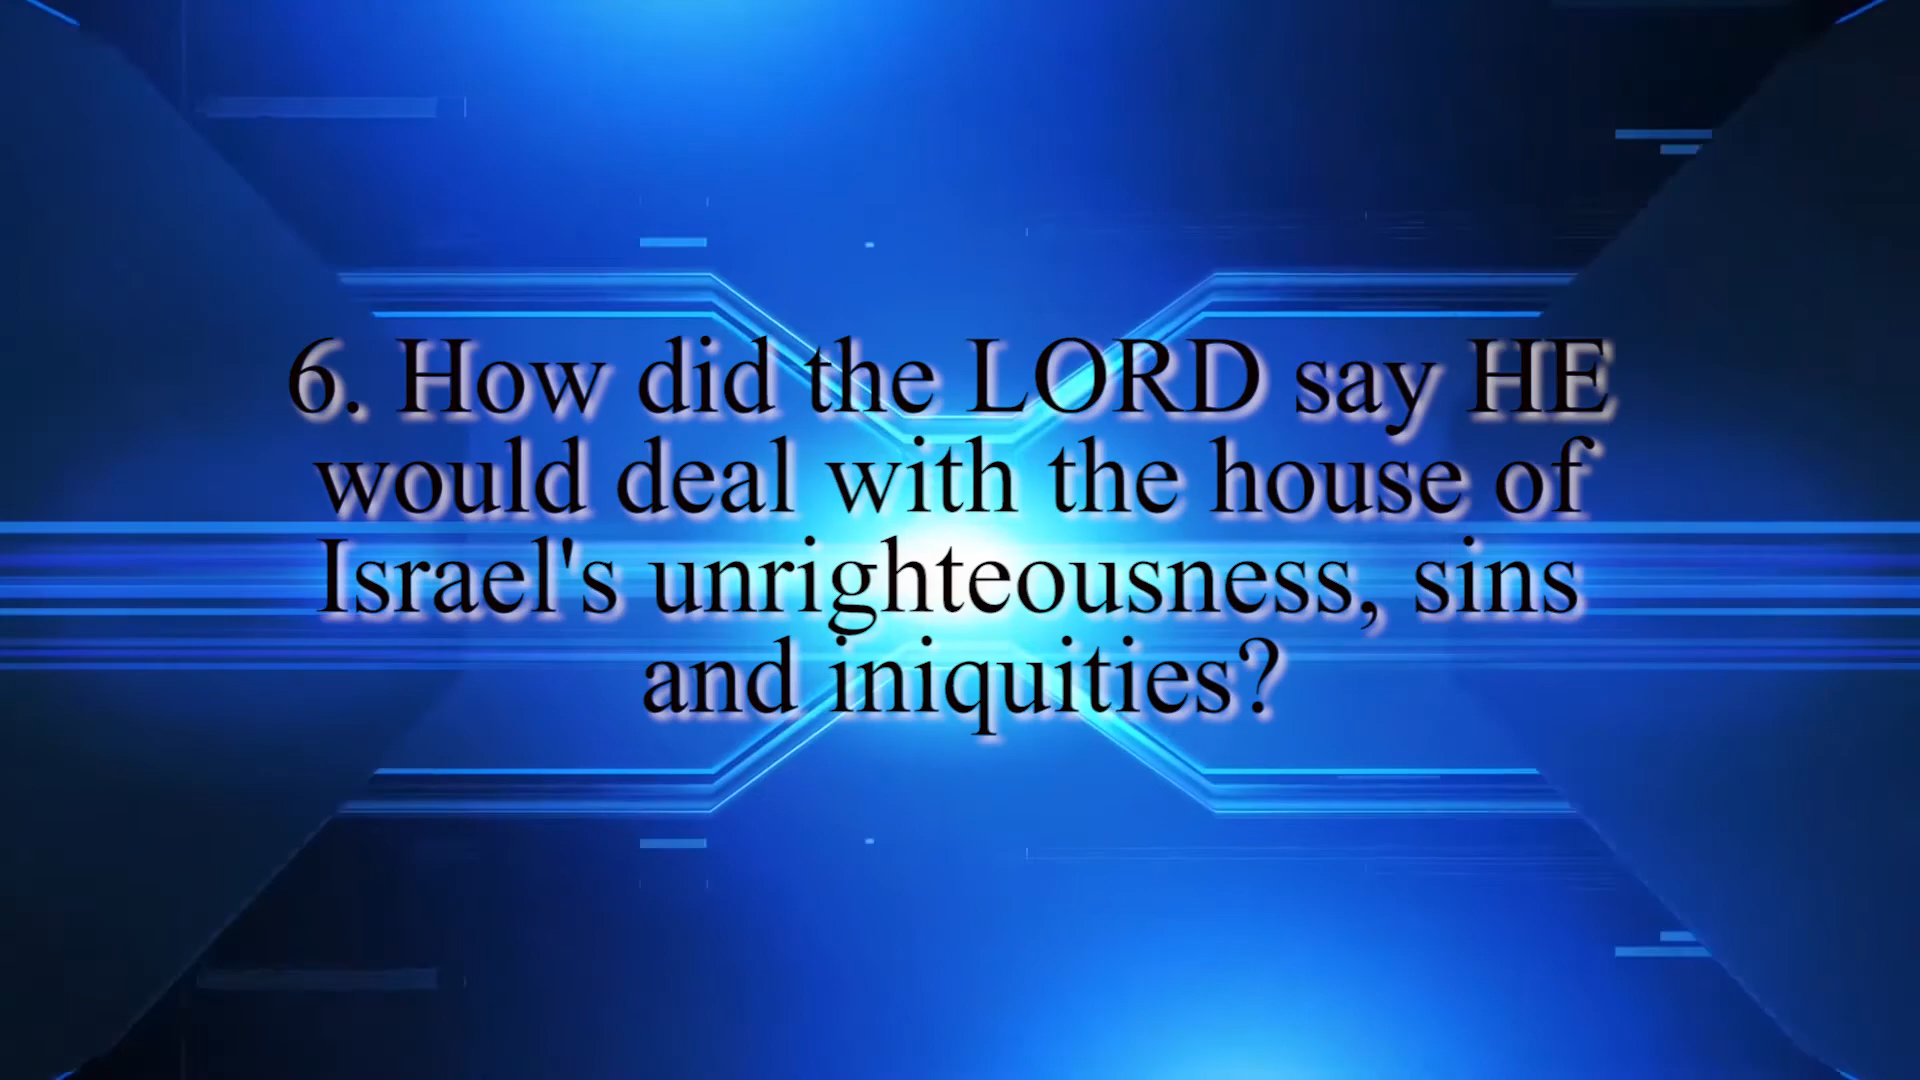 6. How did the LORD say HE
would deal with the house of
Israel's unrighteousness, sins
and iniquities?